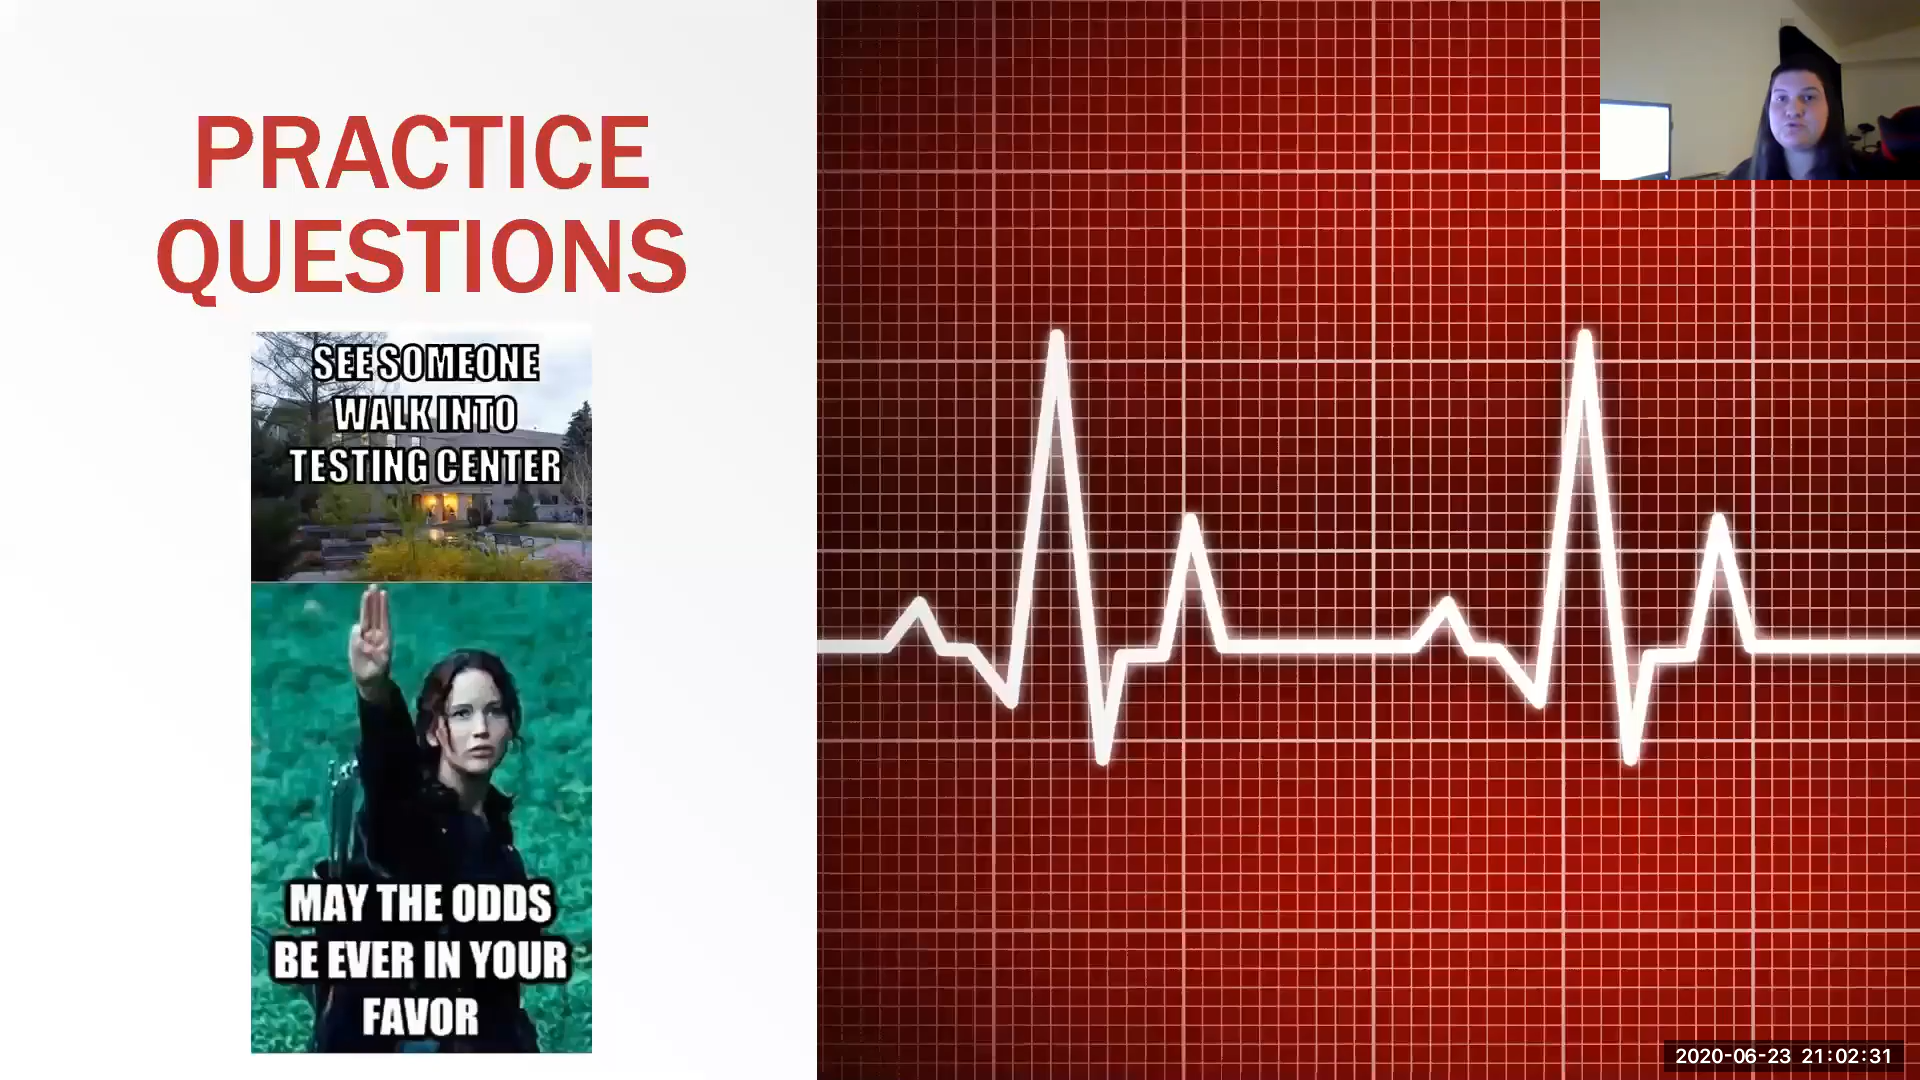 PRACTICE
QUESTIONS
SEE SOMEONE
WALK INTO
TESTING CENTER
MAY THE ODDS
BE EVER IN YOUR
FAVOR
2020-06-23 21:02:31